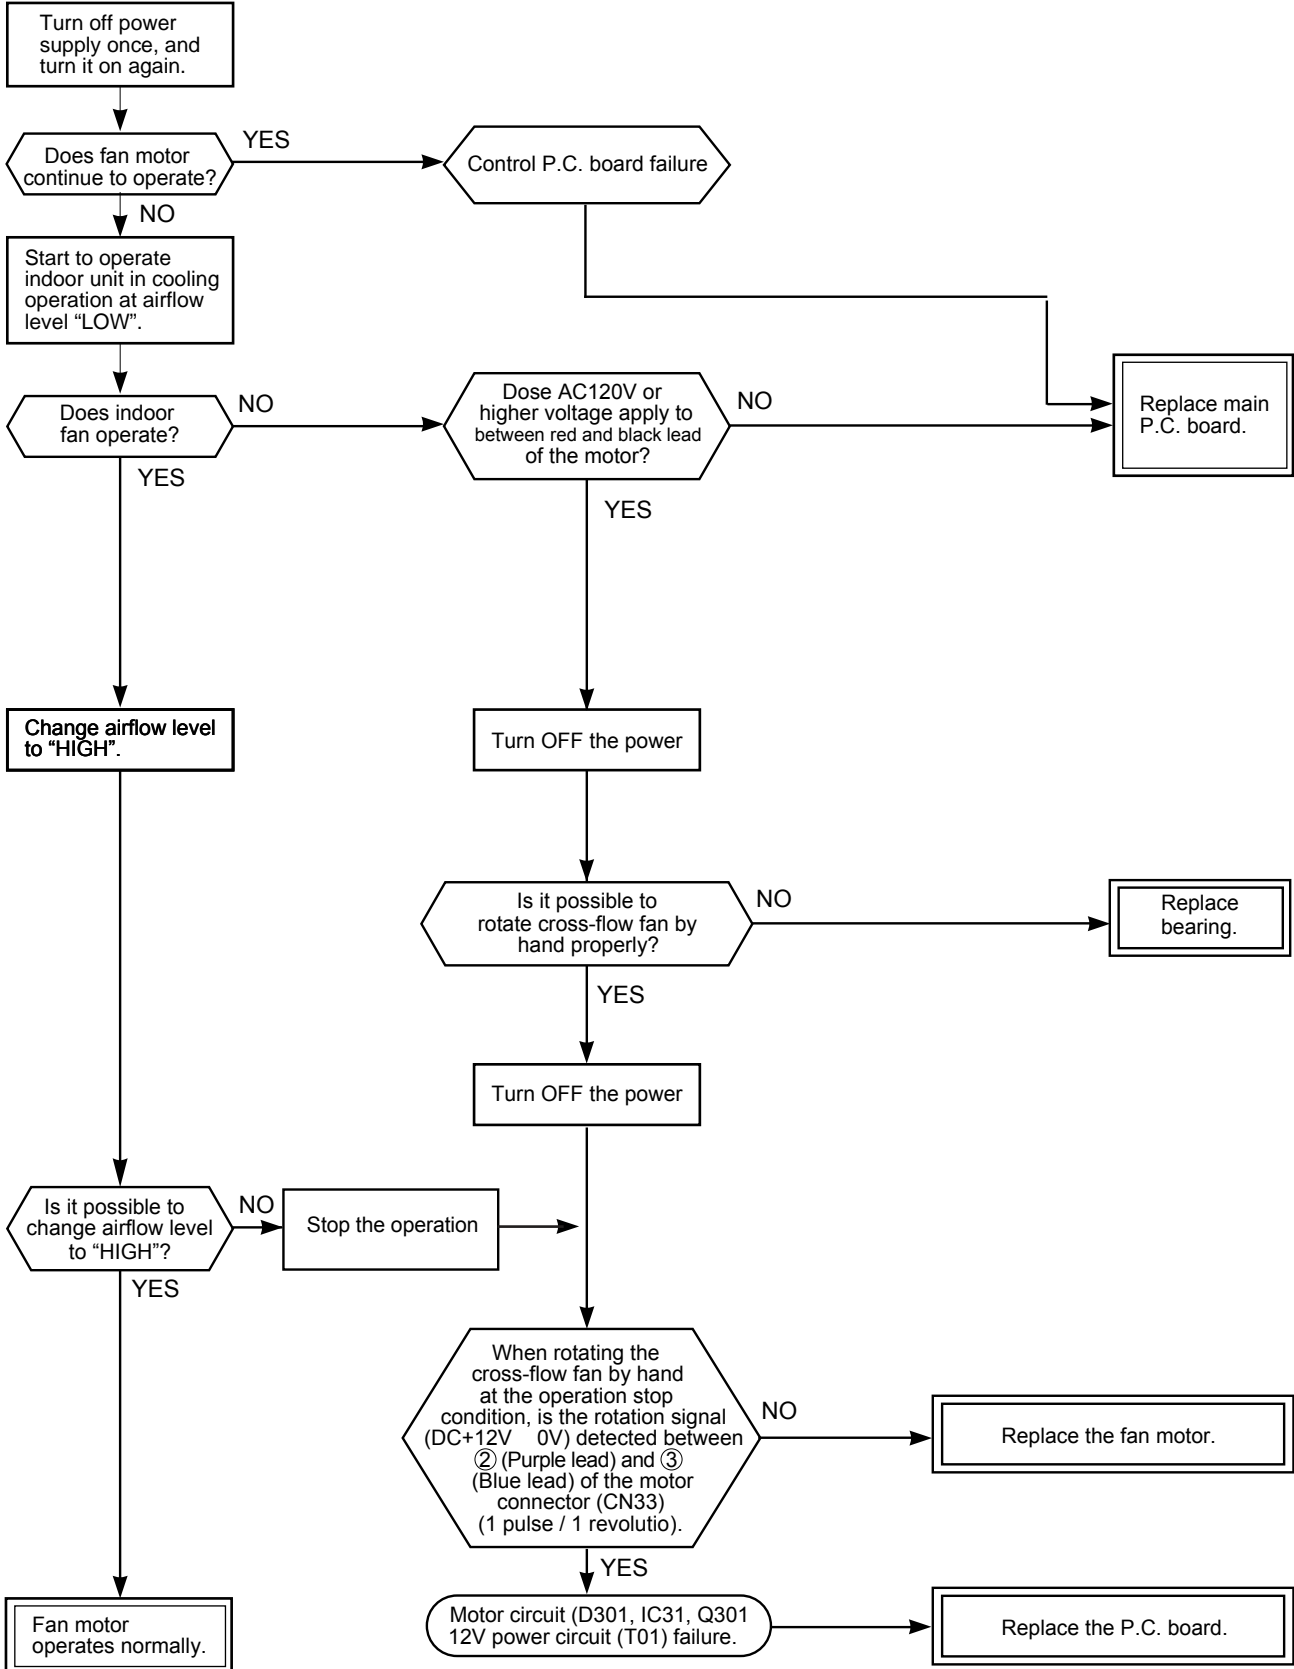 Turn off power
supply once, and
turn it on again.
Does fan motor
continue to operate?
YES
Control P.C. board failure
NO
Start to operate
indoor unit in cooling
operation at airflow
level “LOW”.
Does indoor
fan operate?
NO
Dose AC120V or
higher voltage apply to
between red and black lead
of the motor?
NO
Replace main
P.C. board.
YES
YES
Change airflow level
to “HIGH”.
Turn OFF the power
Is it possible to
rotate cross-flow fan by
hand properly?
NO
Replace
bearing.
YES
Turn OFF the power
Is it possible to
change airflow level
to “HIGH”?
NO
Stop the operation
YES
When rotating the
cross-flow fan by hand
at the operation stop
condition, is the rotation signal
(DC+12V 0V) detected between
② (Purple lead) and ③
(Blue lead) of the motor
connector (CN33)
(1 pulse / 1 revolutio).
NO
Replace the fan motor.
YES
Fan motor
operates normally.
Motor circuit (D301, IC31, Q301
12V power circuit (T01) failure.
Replace the P.C. board.